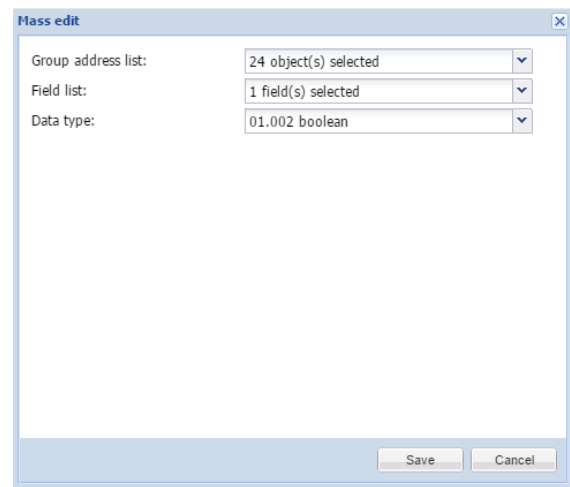 Mass edit
Group address list: 24 object(s) selected
Field list: 1 field(s) selected
Data type: 01.002 boolean
Save Cancel